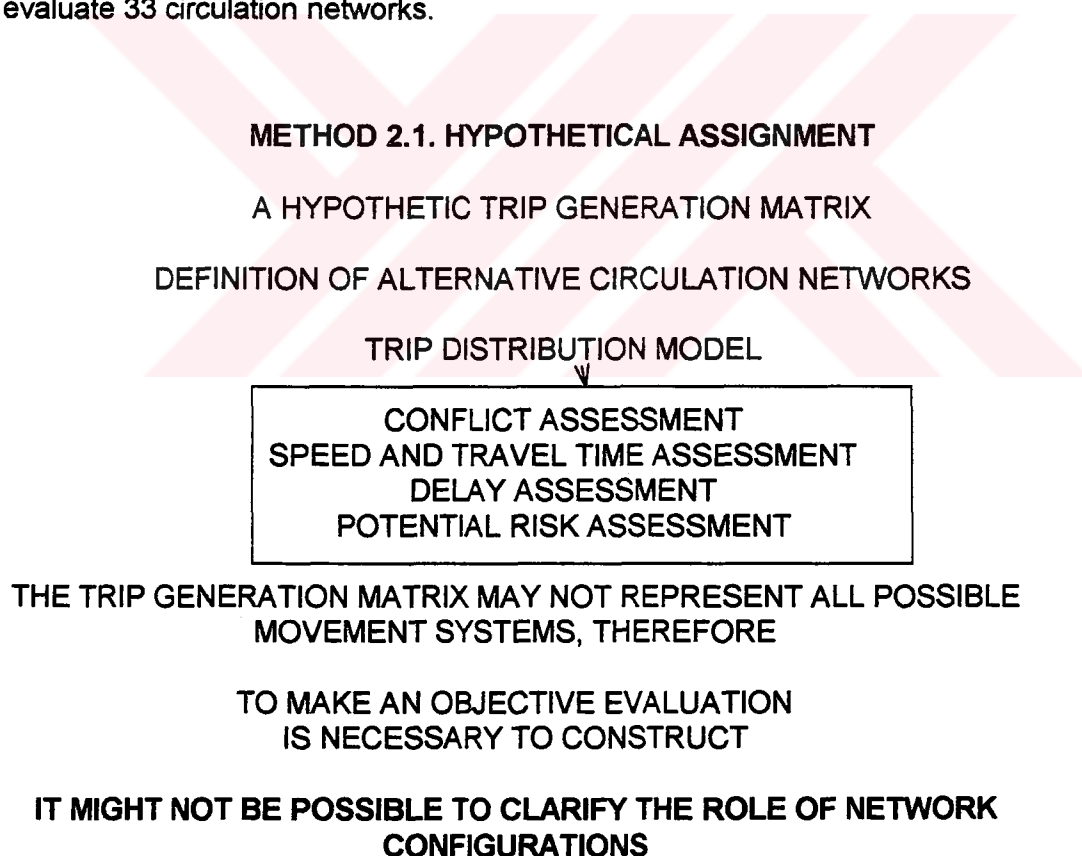 evaluate 33 circulation networks.
METHOD 2.1. HYPOTHETICAL ASSIGNMENT
A HYPOTHETIC TRIP GENERATION MATRIX
DEFINITION OF ALTERNATIVE CIRCULATION NETWORKS
TRIP DISTRIBUTION MODEL
CONFLICT ASSESSMENT
SPEED AND TRAVEL TIME ASSESSMENT
DELAY ASSESSMENT
POTENTIAL RISK ASSESSMENT
THE TRIP GENERATION MATRIX MAY NOT REPRESENT ALL POSSIBLE
MOVEMENT SYSTEMS, THEREFORE
TO MAKE AN OBJECTIVE EVALUATION
IS NECESSARY TO CONSTRUCT
IT MIGHT NOT BE POSSIBLE TO CLARIFY THE ROLE OF NETWORK
CONFIGURATIONS